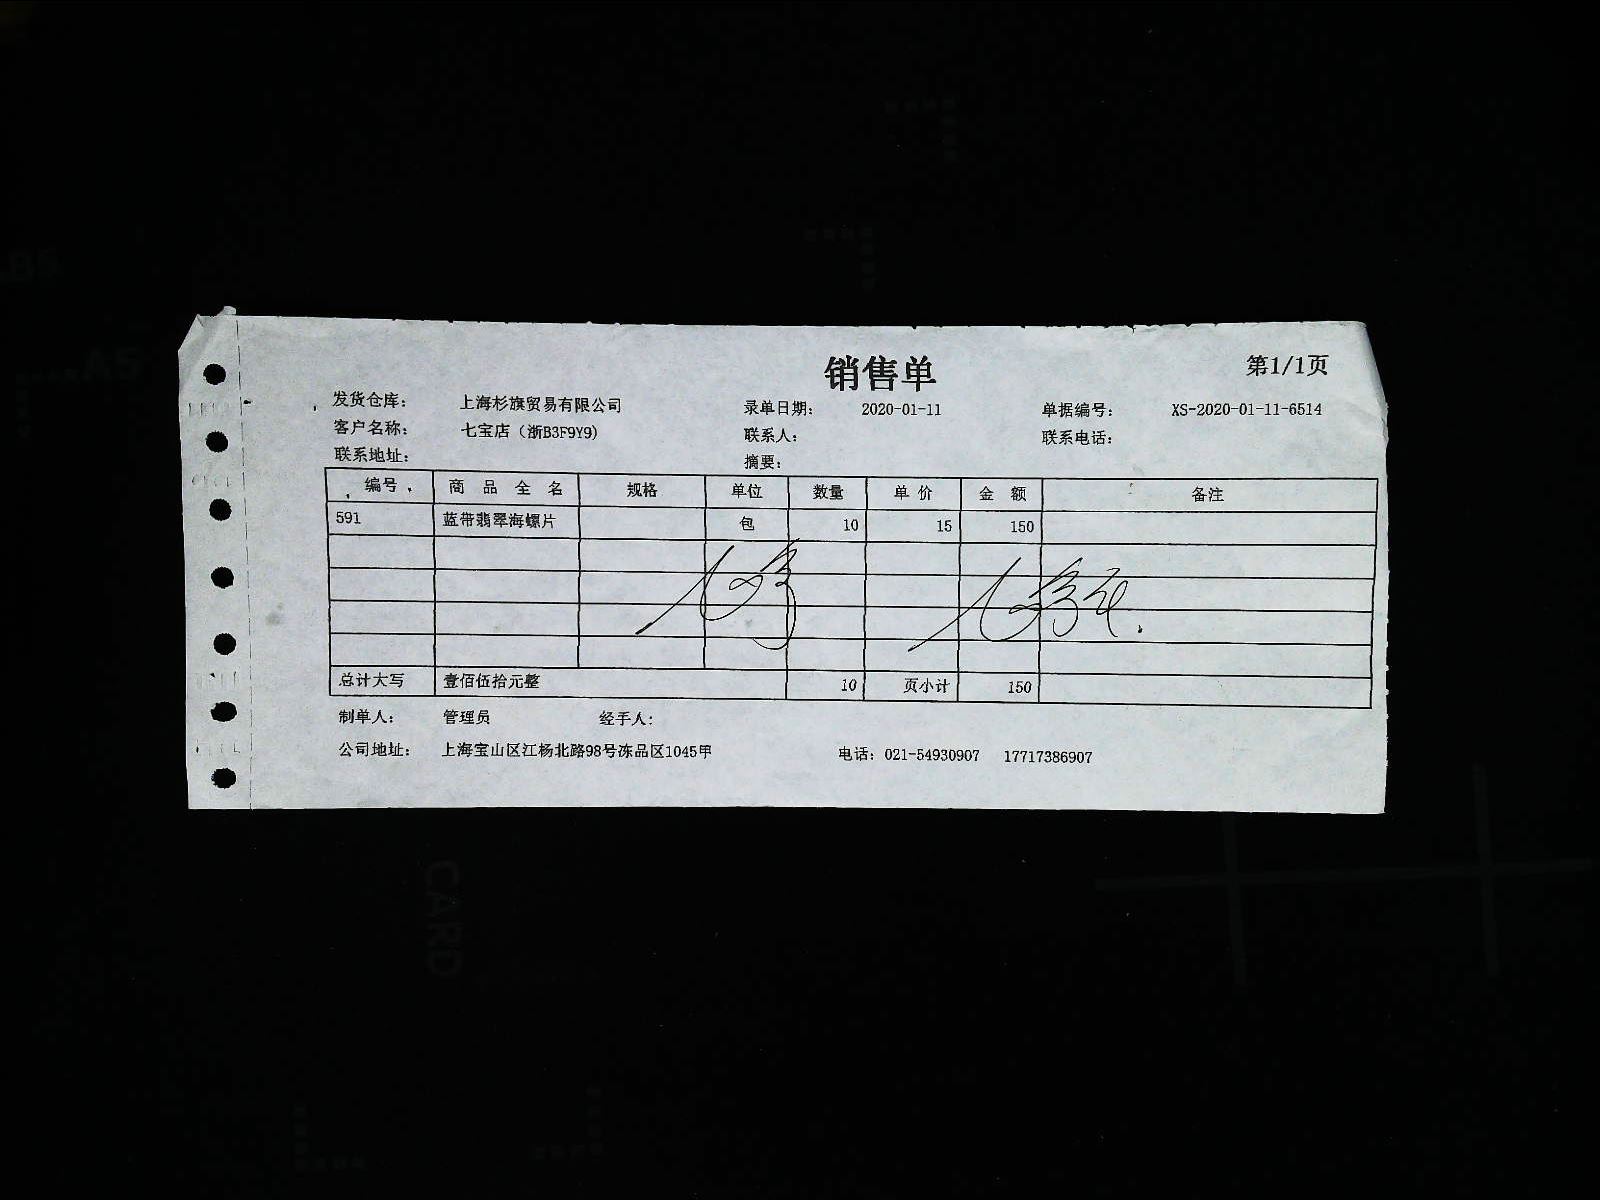 销售单 第1/1页
发货仓库： 上海杉旗贸易有限公司 录单日期： 2020-01-11 单据编号： XS-2020-01-11-6514
客户名称： 七宝店（浙B3F9Y9) 联系人： 联系电话：
联系地址： 摘要：
编号 商 品 全 名 规格 单位 数量 单 价 金 额 备注
591 蓝带翡翠海螺片 包 10 15 150
总计大写 壹佰伍拾元整 10 页小计 150
制单人： 管理员 经手人：
公司地址： 上海宝山区江杨北路98号冻品区1045甲 电话：021-54930907 17717386907
CARD
A5
B5